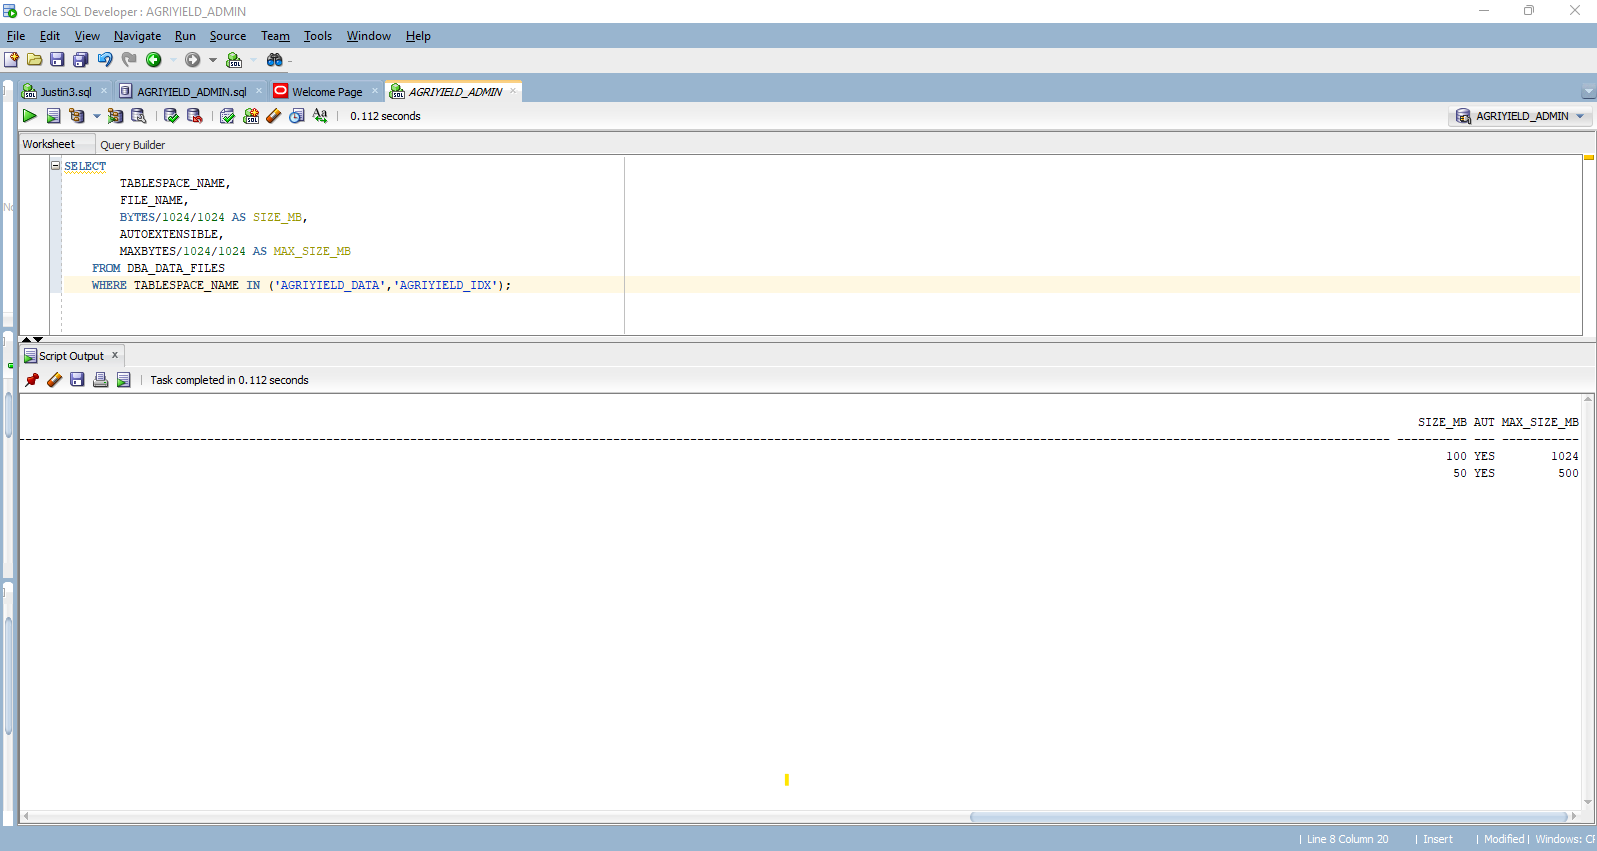 Oracle SQL Developer : AGRIYIELD_ADMIN
File Edit View Navigate Run Source Team Tools Window Help
Justin3.sql AGRIYIELD_ADMIN.sql Welcome Page AGRIYIELD_ADMIN
0.112 seconds AGRIYIELD_ADMIN
Worksheet Query Builder
SELECT
TABLESPACE_NAME,
FILE_NAME,
BYTES/1024/1024 AS SIZE_MB,
AUTOEXTENSIBLE,
MAXBYTES/1024/1024 AS MAX_SIZE_MB
FROM DBA_DATA_FILES
WHERE TABLESPACE_NAME IN ('AGRIYIELD_DATA','AGRIYIELD_IDX');
Script Output x
Task completed in 0.112 seconds
SIZE_MB AUT MAX_SIZE_MB
---------- --- -----------
100 YES 1024
50 YES 500
| Line 8 Column 20 | Insert | Modified | Windows: CF